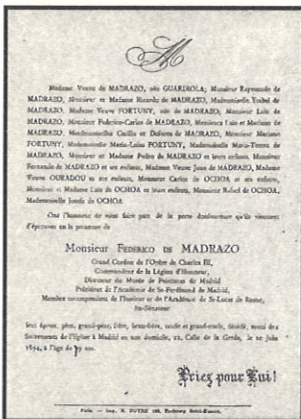 M
Madame Veuve de MADRAZO, née GUARDIOLA; Monsieur Raymundo de
MADRAZO, Monsieur et Madame Ricardo de MADRAZO, Mademoiselle Isabel de
MADRAZO, Madame Veuve FORTUNY, née de MADRAZO; Monsieur Luis de
MADRAZO, Monsieur Federico-Carlos de MADRAZO, Messieurs Luis et Mariano de
MADRAZO, Mesdemoiselles Cecilia et Dolores de MADRAZO, Monsieur Mariano
FORTUNY, Mademoiselle Maria-Luisa FORTUNY, Mademoiselle Maria-Teresa de
MADRAZO, Monsieur et Madame Pedro de MADRAZO et leurs enfants, Monsieur
Fernando de MADRAZO et ses enfants, Madame Veuve Juan de MADRAZO, Madame
Veuve OURADOU et ses enfants, Monsieur Carlos de OCHOA et ses enfants,
Monsieur et Madame Luis de OCHOA et leurs enfants, Monsieur Rafael de OCHOA,
Mademoiselle Josefa de OCHOA.
Ont l'honneur de vous faire part de la perte douloureuse qu'ils viennent
d'éprouver en la personne de
Monsieur FEDERICO DE MADRAZO
Grand Cordon de l'Ordre de Charles III,
Commandeur de la Légion d'Honneur,
Directeur du Musée de Peintures de Madrid
Président de l'Académie de St-Ferdinand de Madrid,
Membre correspondant de l'Institut et de l'Académie de St-Lucas de Rome,
Ex-Sénateur
leur époux, père, grand-père, frère, beau-frère, oncle et grand-oncle, décédé, muni des
Sacrements de l'Église à Madrid en son domicile, 22, Calle de la Greda, le 10 Juin
1894, à l'âge de 79 ans.
Priez pour Lui!
Paris. — Imp.